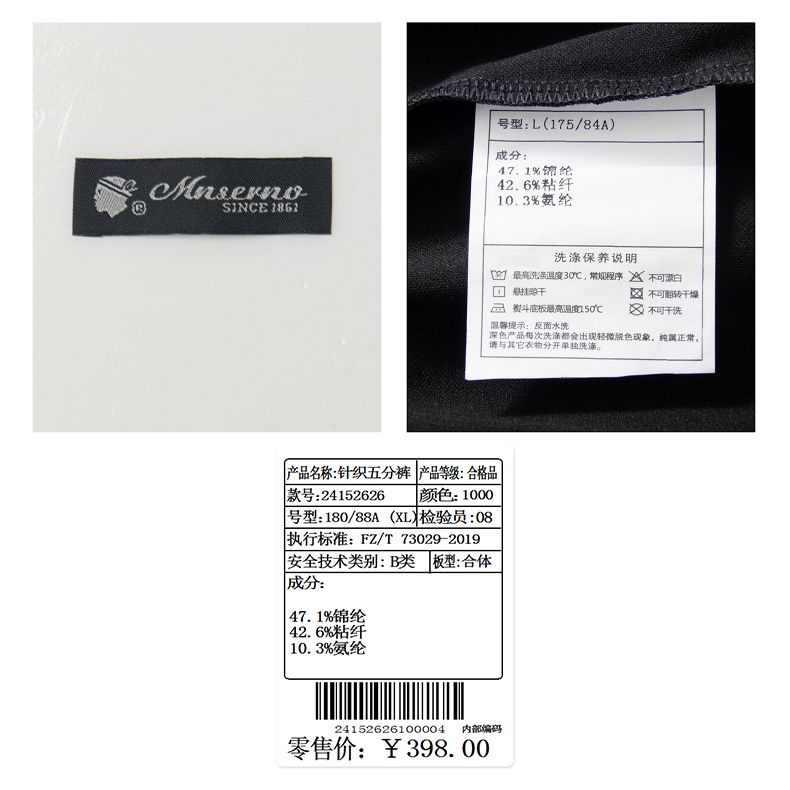 Mnserno
®
SINCE 1861
号型: L(175/84A)
成分:
47.1%锦纶
42.6%粘纤
10.3%氨纶
洗涤保养说明
最高洗涤温度30℃，常规程序 不可漂白
悬挂晾干 不可翻转干燥
熨斗底板最高温度150℃ 不可干洗
温馨提示：反面水洗
深色产品每次洗涤都会出现轻微脱色现象，纯属正常，
请与其它衣物分开单独洗涤。
产品名称:针织五分裤 产品等级: 合格品
款号:24152626 颜色: 1000
号型:180/88A (XL) 检验员:08
执行标准: FZ/T 73029-2019
安全技术类别: B类 板型:合体
成分:
47.1%锦纶
42.6%粘纤
10.3%氨纶
24152626100004 内部编码
零售价: ￥398.00